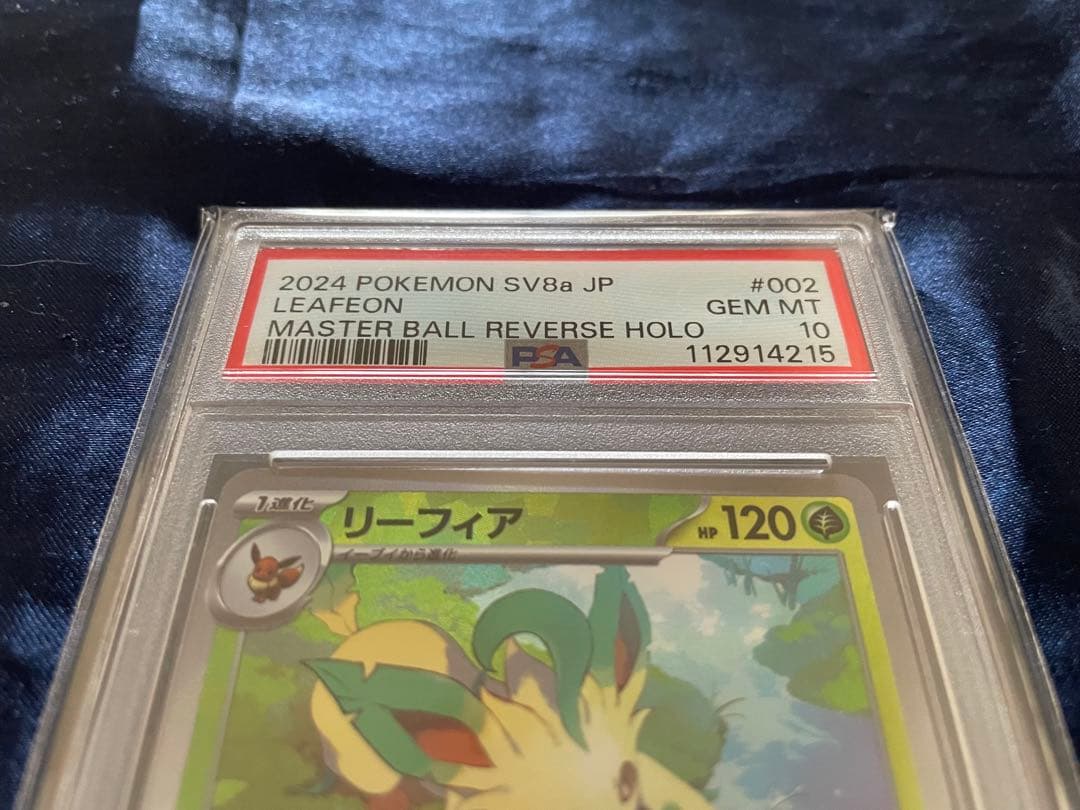 2024 POKEMON SV8a JP #002
LEAFEON GEM MT
MASTER BALL REVERSE HOLO 10
PSA 112914215
1進化 リーフィア HP 120
イーブイから進化